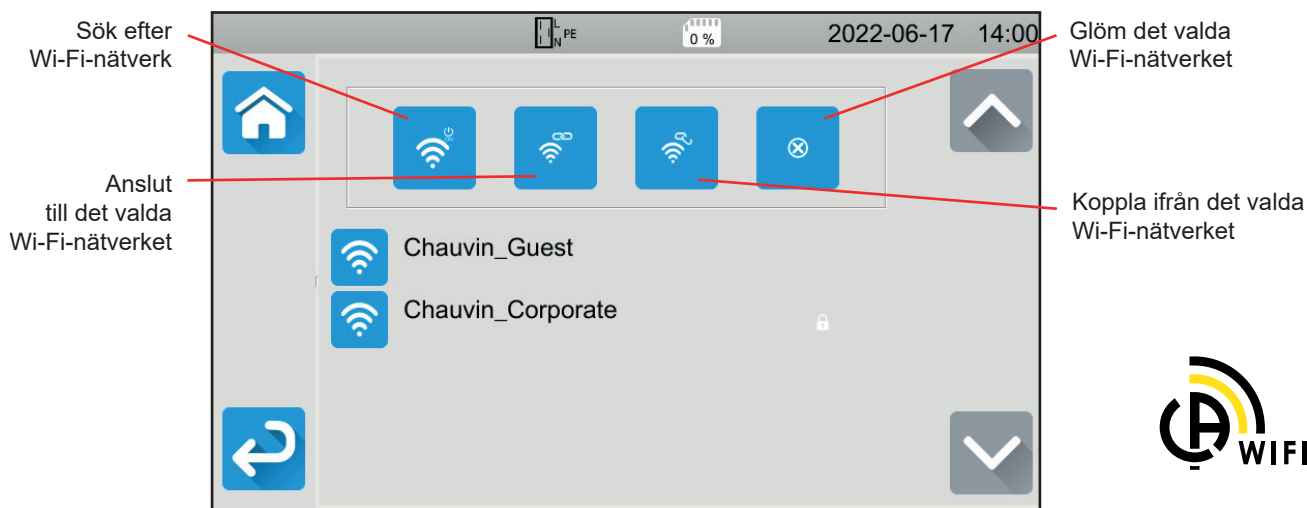 Sök efter
Wi-Fi-nätverk
L
N
PE
0 %
2022-06-17 14:00
Glöm det valda
Wi-Fi-nätverket
Anslut
till det valda
Wi-Fi-nätverket
Koppla ifrån det valda
Wi-Fi-nätverket
Chauvin_Guest
Chauvin_Corporate
WIFI